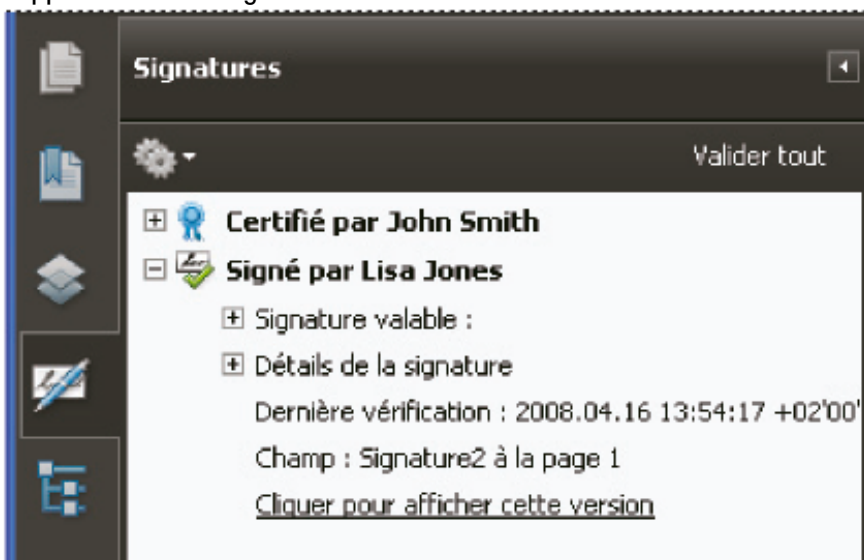 Signatures
Valider tout
Certifié par John Smith
Signé par Lisa Jones
Signature valable :
Détails de la signature
Dernière vérification : 2008.04.16 13:54:17 +02'00'
Champ : Signature2 à la page 1
Cliquer pour afficher cette version